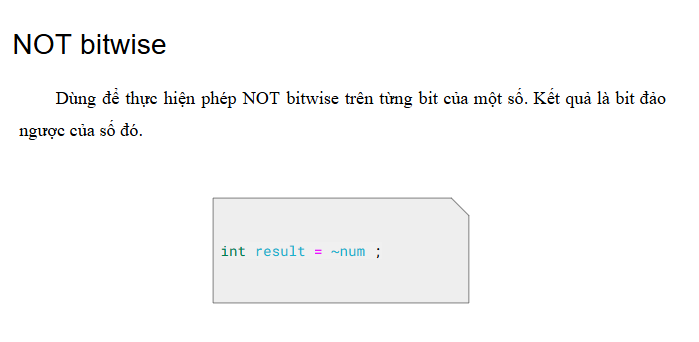 NOT bitwise
Dùng để thực hiện phép NOT bitwise trên từng bit của một số. Kết quả là bit đảo
ngược của số đó.
int result = ~num ;